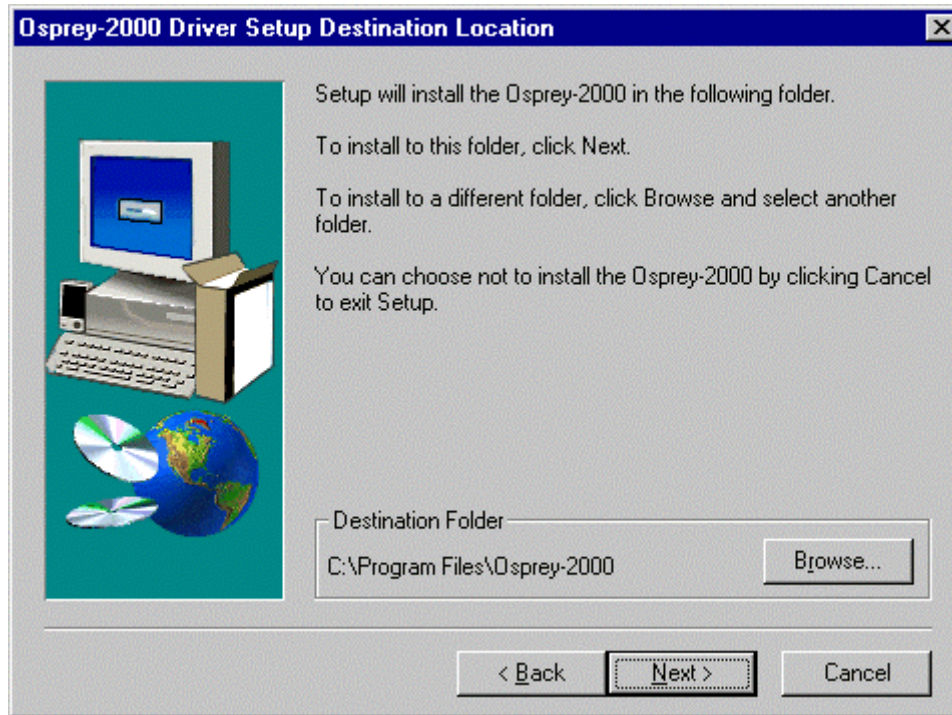 Osprey-2000 Driver Setup Destination Location
Setup will install the Osprey-2000 in the following folder.
To install to this folder, click Next.
To install to a different folder, click Browse and select another
folder.
You can choose not to install the Osprey-2000 by clicking Cancel
to exit Setup.
Destination Folder
C:\Program Files\Osprey-2000
Browse...
< Back
Next >
Cancel